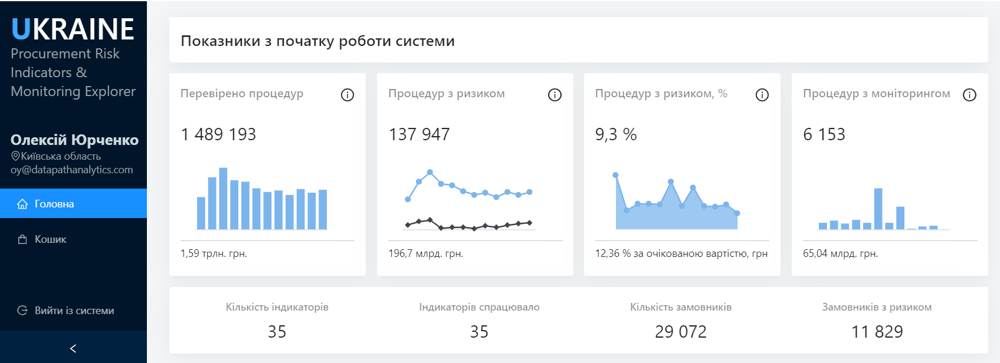 UKRAINE
Procurement Risk
Indicators &
Monitoring Explorer
Олексій Юрченко
Київська область
oy@datapathanalytics.com
Головна
Кошик
Вийти із системи
Показники з початку роботи системи
Перевірено процедур
1 489 193
1,59 трлн. грн.
Процедур з ризиком
137 947
196,7 млрд. грн.
Процедур з ризиком, %
9,3 %
12,36 % за очікованою вартістю, грн
Процедур з моніторингом
6 153
65,04 млрд. грн.
Кількість індикаторів
35
Індикаторів спрацювало
35
Кількість замовників
29 072
Замовників з ризиком
11 829